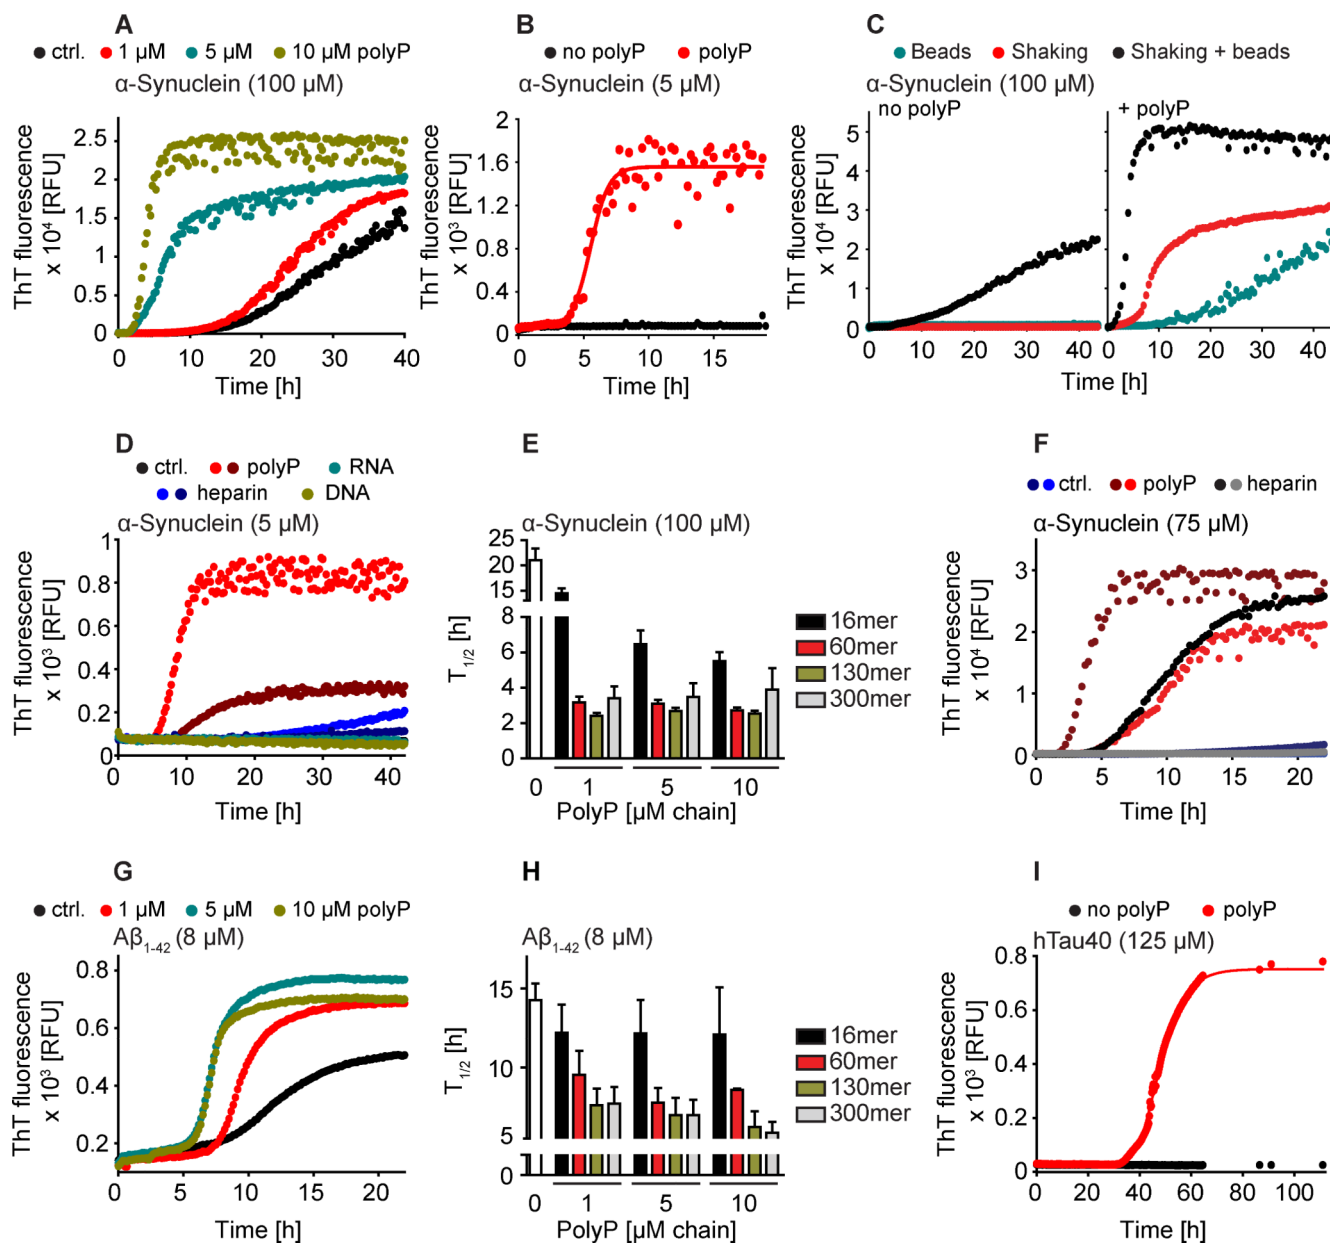 A
ctrl. 1 µM 5 µM 10 µM polyP
α-Synuclein (100 µM)
ThT fluorescence
x 10⁴ [RFU]
2.5
2
1.5
1
0.5
0
0 10 20 30 40
Time [h]
B
no polyP polyP
α-Synuclein (5 µM)
ThT fluorescence
x 10³ [RFU]
2
1.6
1.2
0.8
0.4
0
0 5 10 15
Time [h]
C
Beads Shaking Shaking + beads
α-Synuclein (100 µM)
no polyP + polyP
ThT fluorescence
x 10⁴ [RFU]
5
4
3
2
1
0
0 10 20 30 40 0 10 20 30 40
Time [h]
D
ctrl. polyP RNA
heparin DNA
α-Synuclein (5 µM)
ThT fluorescence
x 10³ [RFU]
1
0.8
0.6
0.4
0.2
0
0 10 20 30 40
Time [h]
E
α-Synuclein (100 µM)
T1/2 [h]
25
20
15
8
6
4
2
0
0 1 5 10
PolyP [µM chain]
16mer
60mer
130mer
300mer
F
ctrl. polyP heparin
α-Synuclein (75 µM)
ThT fluorescence
x 10⁴ [RFU]
3
2
1
0
0 5 10 15 20
Time [h]
G
ctrl. 1 µM 5 µM 10 µM polyP
Aβ1-42 (8 µM)
ThT fluorescence
x 10³ [RFU]
0.8
0.6
0.4
0.2
0 5 10 15 20
Time [h]
H
Aβ1-42 (8 µM)
T1/2 [h]
15
10
5
0
0 1 5 10
PolyP [µM chain]
16mer
60mer
130mer
300mer
I
no polyP polyP
hTau40 (125 µM)
ThT fluorescence
x 10³ [RFU]
0.8
0.6
0.4
0.2
0
0 20 40 60 80 100
Time [h]